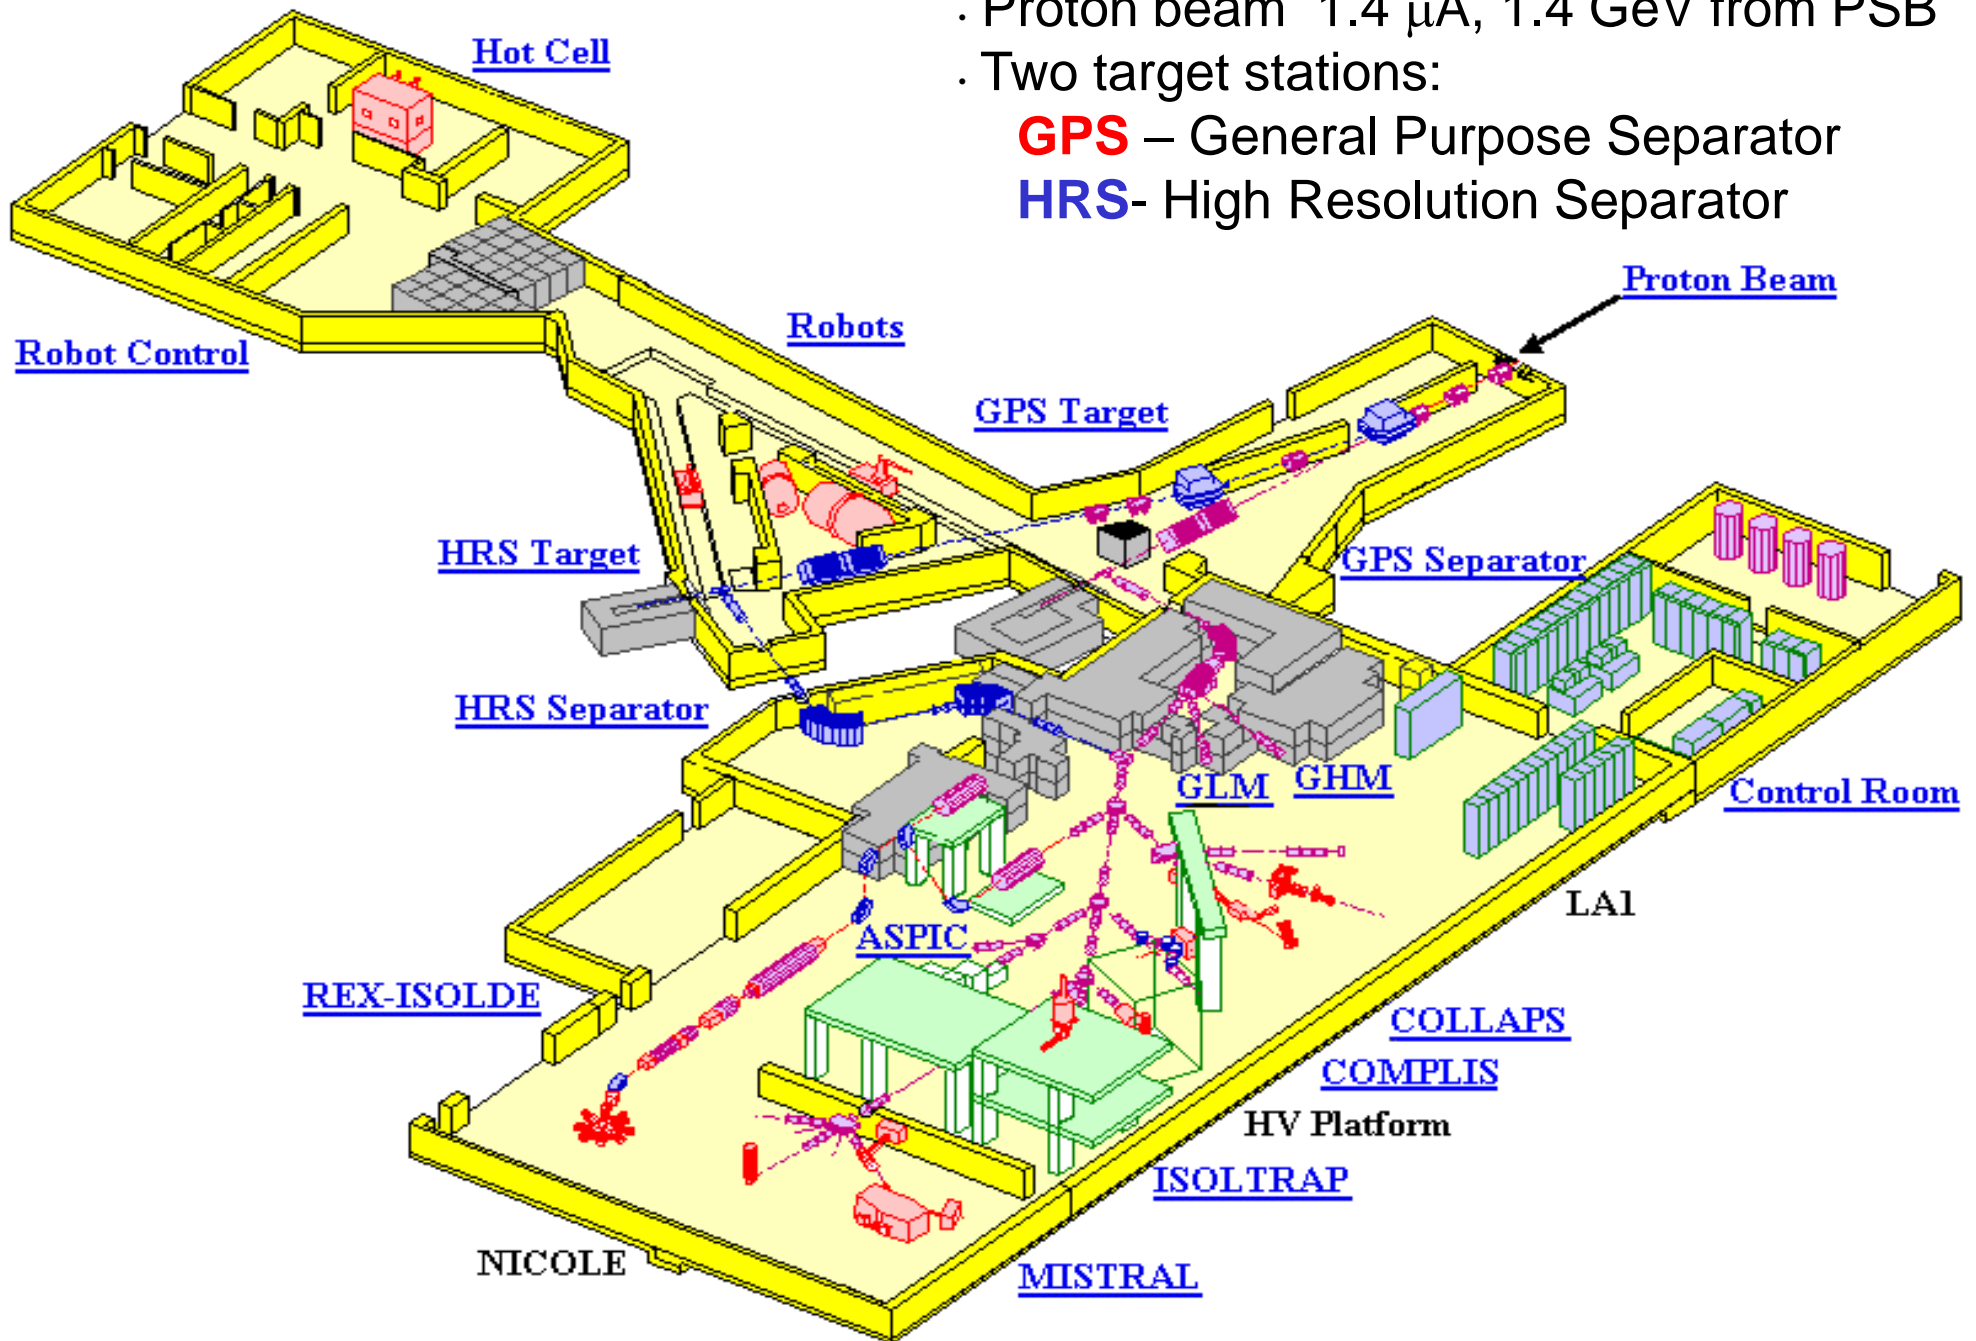 · Proton beam 1.4 μA, 1.4 GeV from PSB
· Two target stations:
GPS – General Purpose Separator
HRS- High Resolution Separator
Hot Cell
Proton Beam
Robots
Robot Control
GPS Target
HRS Target
GPS Separator
HRS Separator
GLM
GHM
Control Room
LA1
ASPIC
REX-ISOLDE
COLLAPS
COMPLIS
HV Platform
ISOLTRAP
NICOLE
MISTRAL